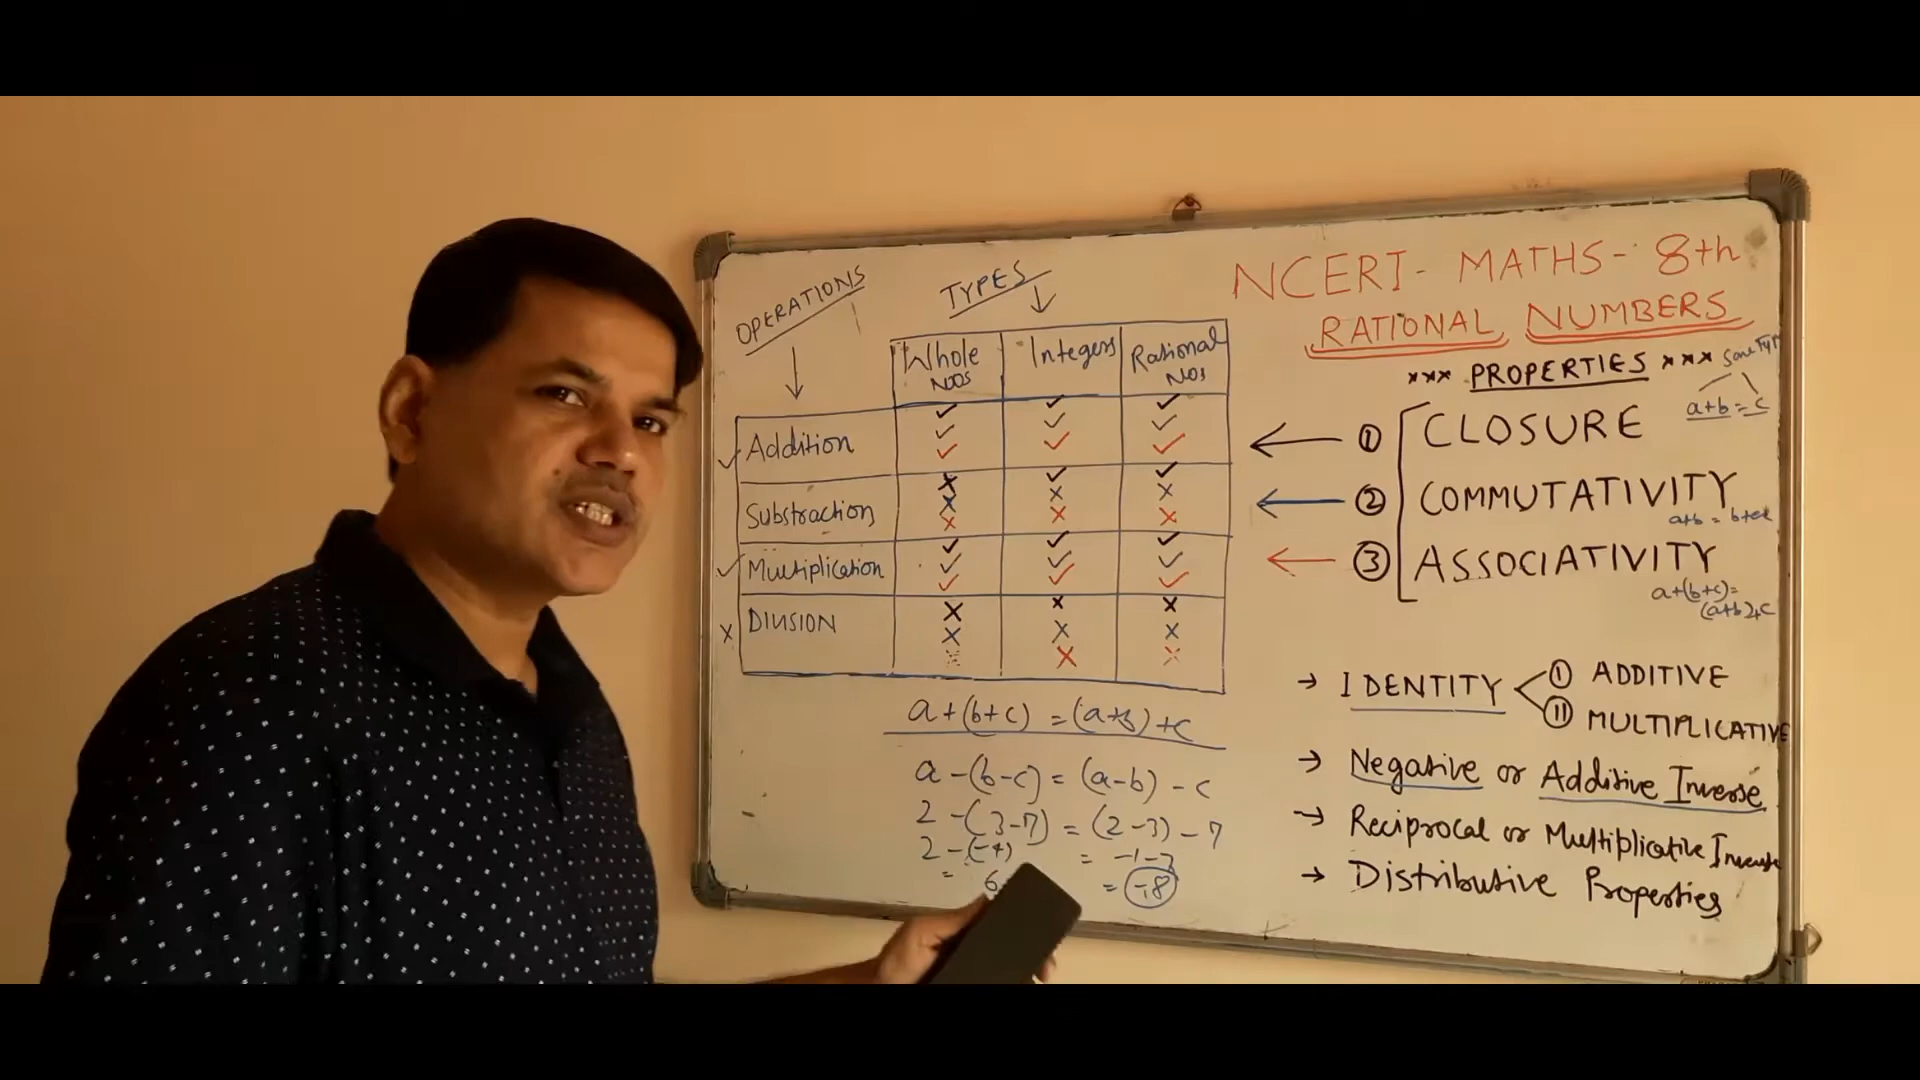 OPERATIONS
TYPES
Whole Nos
Integers
Rational Nos
✓ Addition ✓ ✓ ✓
✓ ✓ ✓
✓ ✓ ✓
Substraction × ✓ ✓
× × ×
× × ×
✓ Multiplication ✓ ✓ ✓
✓ ✓ ✓
✓ ✓ ✓
× DIVISION × × ×
× × ×
× × ×
a+(b+c) = (a+b)+c
a-(b-c) = (a-b)-c
2-(3-7) = (2-3)-7
2-(-4) = -1-7
= 6 = -8
NCERT- MATHS- 8th
RATIONAL NUMBERS
*** PROPERTIES ***
a+b = c
① CLOSURE
② COMMUTATIVITY
a+b = b+a
③ ASSOCIATIVITY
a+(b+c)=
(a+b)+c
→ IDENTITY
① ADDITIVE
② MULTIPLICATIVE
→ Negative or Additive Inverse
→ Reciprocal or Multiplicative Inverse
→ Distributive Properties